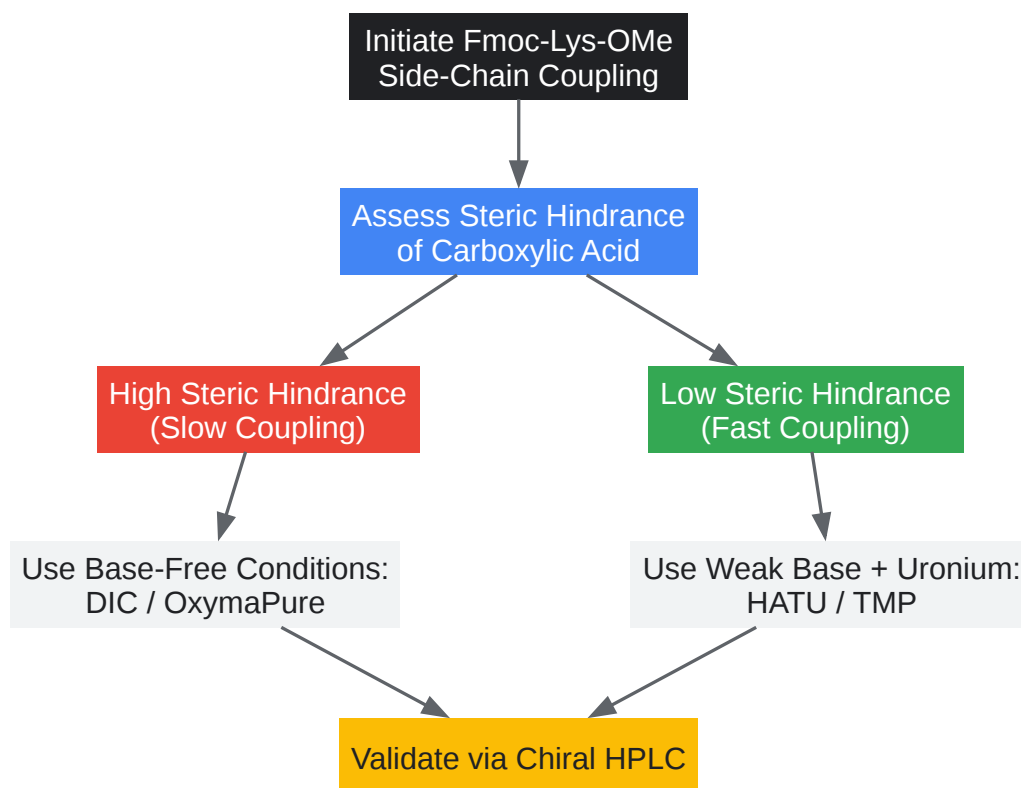 Initiate Fmoc-Lys-OMe
Side-Chain Coupling
Assess Steric Hindrance
of Carboxylic Acid
High Steric Hindrance
(Slow Coupling)
Low Steric Hindrance
(Fast Coupling)
Use Base-Free Conditions:
DIC / OxymaPure
Use Weak Base + Uronium:
HATU / TMP
Validate via Chiral HPLC